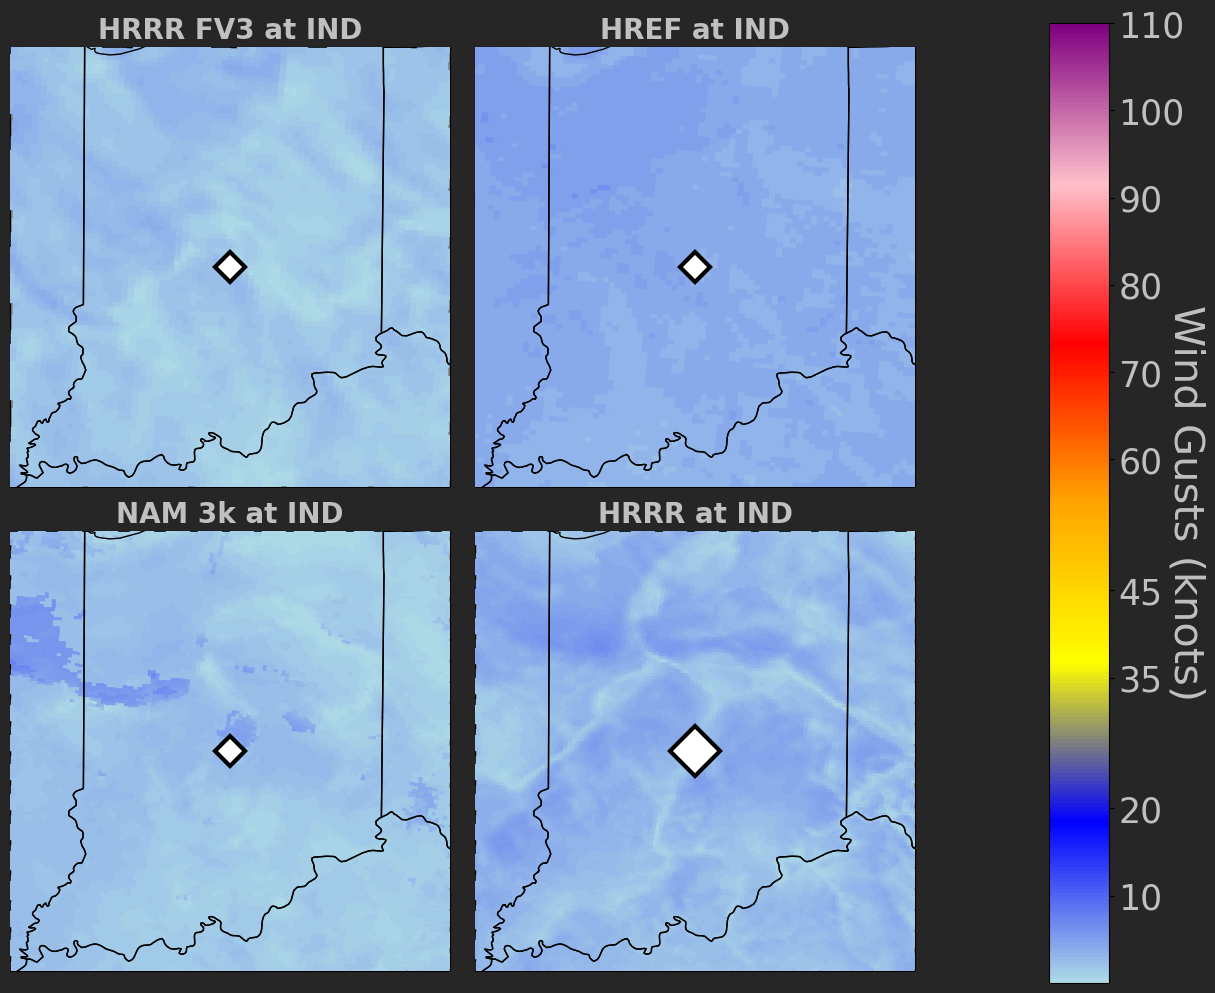 HRRR FV3 at IND
HREF at IND
NAM 3k at IND
HRRR at IND
110
100
90
80
70
60
45
35
20
10
Wind Gusts (knots)